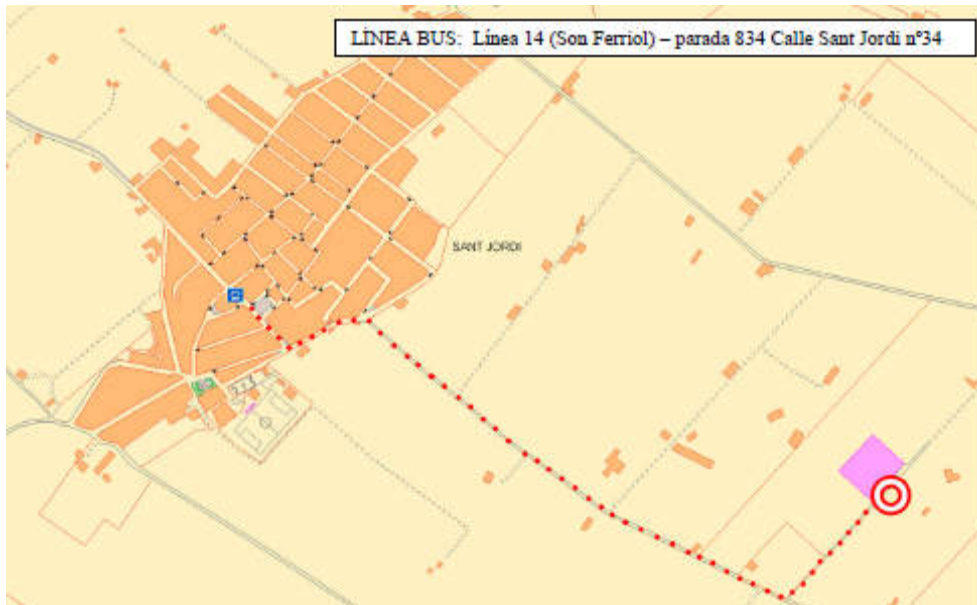 LÍNEA BUS: Línea 14 (Son Ferriol) – parada 834 Calle Sant Jordi nº34
SANT JORDI